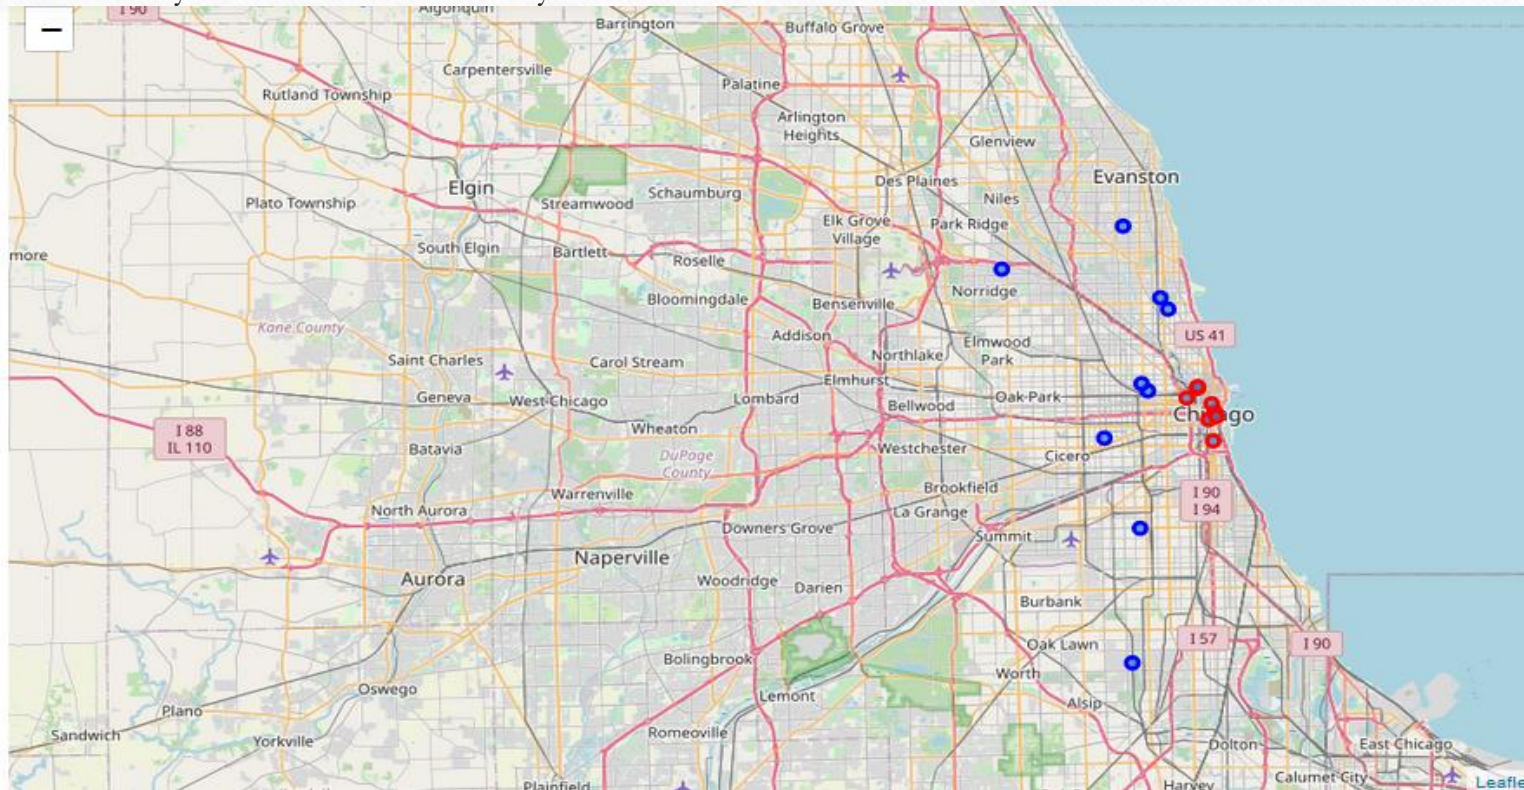 I 90
Algonquin
Barrington
Buffalo Grove
−
Carpentersville
Palatine
Rutland Township
Arlington
Heights
Glenview
Evanston
Elgin
Des Plaines
Schaumburg
Niles
Plato Township
Streamwood
Elk Grove
Village
Park Ridge
South Elgin
Bartlett
Roselle
more
Norridge
Bloomingdale
Bensenville
Kane County
Addison
US 41
Elmwood
Park
Saint Charles
Carol Stream
Northlake
Elmhurst
Geneva
West Chicago
Lombard
Oak Park
Bellwood
Chicago
I 88
IL 110
Wheaton
Batavia
DuPage
County
Westchester
Cicero
Warrenville
Brookfield
I 90
I 94
North Aurora
La Grange
Downers Grove
Summit
Naperville
Aurora
Woodridge
Darien
Burbank
Oak Lawn
I 57
I 90
Bolingbrook
Worth
Oswego
Lemont
Alsip
Plano
Sandwich
Romeoville
Yorkville
Dolton
East Chicago
Calumet City
Plainfield
Harvey
Leafle